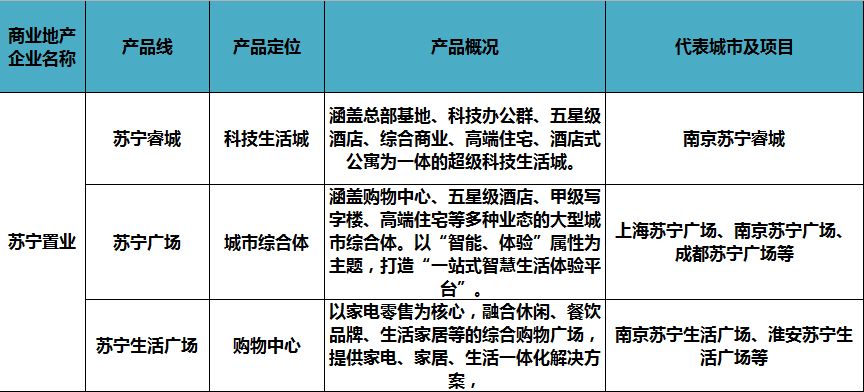 商业地产
企业名称
产品线
产品定位
产品概况
代表城市及项目
苏宁置业
苏宁睿城
科技生活城
涵盖总部基地、科技办公群、五星级
酒店、综合商业、高端住宅、酒店式
公寓为一体的超级科技生活城。
南京苏宁睿城
苏宁广场
城市综合体
涵盖购物中心、五星级酒店、甲级写
字楼、高端住宅等多种业态的大型城
市综合体。以“智能、体验”属性为
主题，打造“一站式智慧生活体验平
台”。
上海苏宁广场、南京苏宁广场、
成都苏宁广场等
苏宁生活广场
购物中心
以家电零售为核心，融合休闲、餐饮
品牌、生活家居等的综合购物广场，
提供家电、家居、生活一体化解决方
案，
南京苏宁生活广场、淮安苏宁生
活广场等